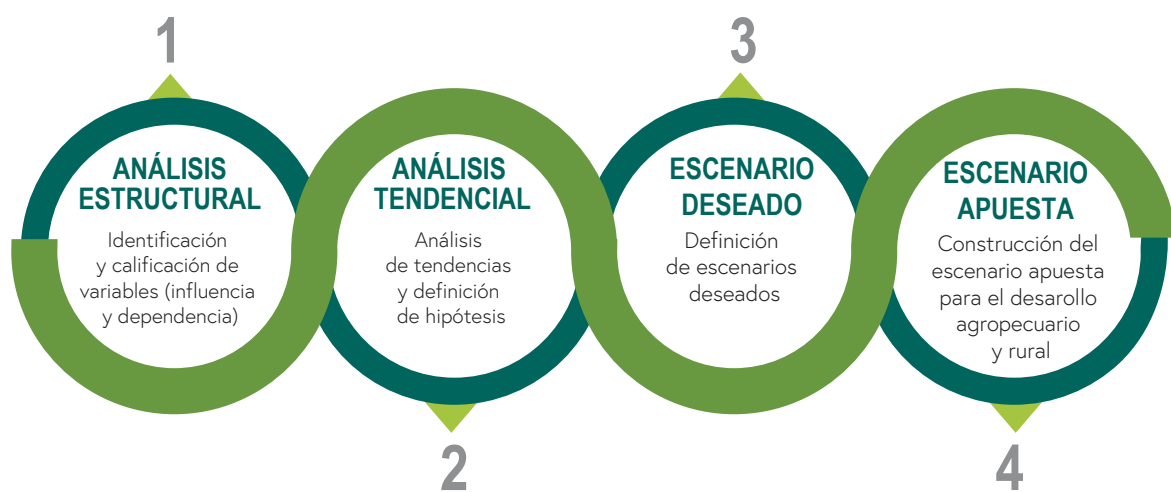 1
ANÁLISIS
ESTRUCTURAL
Identificación
y calificación de
variables (influencia
y dependencia)
2
ANÁLISIS
TENDENCIAL
Análisis
de tendencias
y definición
de hipótesis
3
ESCENARIO
DESEADO
Definición
de escenarios
deseados
4
ESCENARIO
APUESTA
Construcción del
escenario apuesta
para el desarollo
agropecuario
y rural